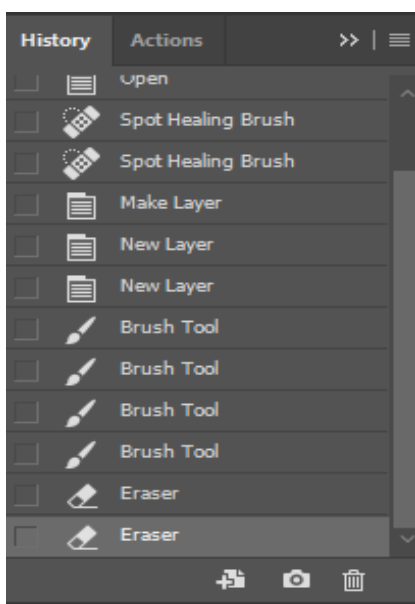 History Actions
Open
Spot Healing Brush
Spot Healing Brush
Make Layer
New Layer
New Layer
Brush Tool
Brush Tool
Brush Tool
Brush Tool
Eraser
Eraser